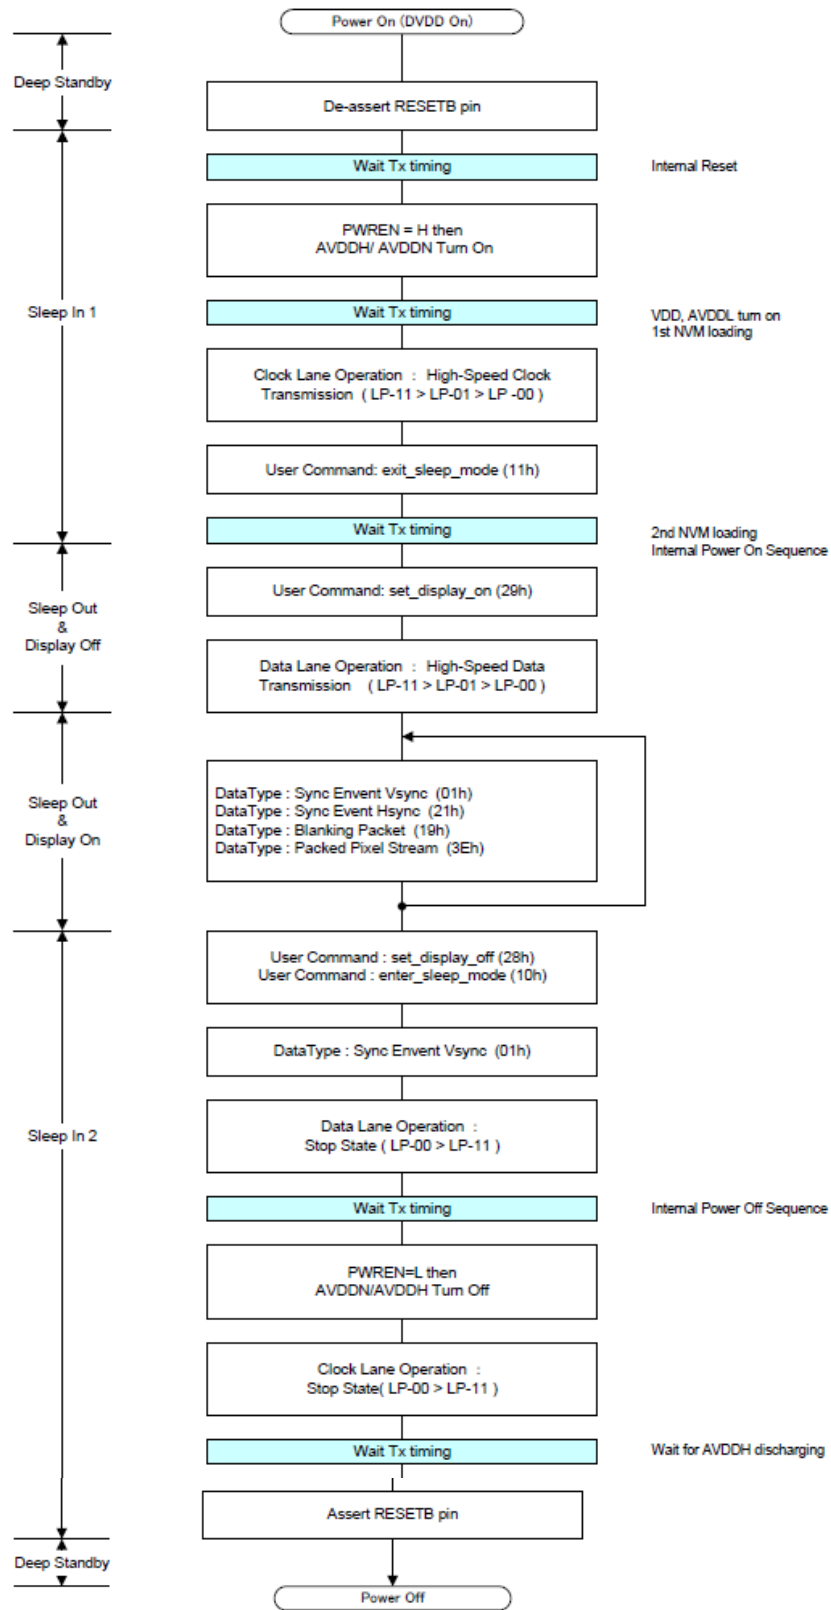 Power On (DVDD On)
Deep Standby
De-assert RESETB pin
Wait Tx timing
Internal Reset
PWREN = H then
AVDDH/ AVDDN Turn On
Sleep In 1
Wait Tx timing
VDD, AVDDL turn on
1st NVM loading
Clock Lane Operation : High-Speed Clock
Transmission ( LP-11 > LP-01 > LP -00 )
User Command: exit_sleep_mode (11h)
Wait Tx timing
2nd NVM loading
Internal Power On Sequence
User Command: set_display_on (29h)
Sleep Out
&
Display Off
Data Lane Operation : High-Speed Data
Transmission ( LP-11 > LP-01 > LP-00 )
Sleep Out
&
Display On
DataType : Sync Envent Vsync (01h)
DataType : Sync Event Hsync (21h)
DataType : Blanking Packet (19h)
DataType : Packed Pixel Stream (3Eh)
User Command : set_display_off (28h)
User Command : enter_sleep_mode (10h)
DataType : Sync Envent Vsync (01h)
Sleep In 2
Data Lane Operation :
Stop State ( LP-00 > LP-11 )
Wait Tx timing
Internal Power Off Sequence
PWREN=L then
AVDDN/AVDDH Turn Off
Clock Lane Operation :
Stop State( LP-00 > LP-11 )
Wait Tx timing
Wait for AVDDH discharging
Assert RESETB pin
Deep Standby
Power Off